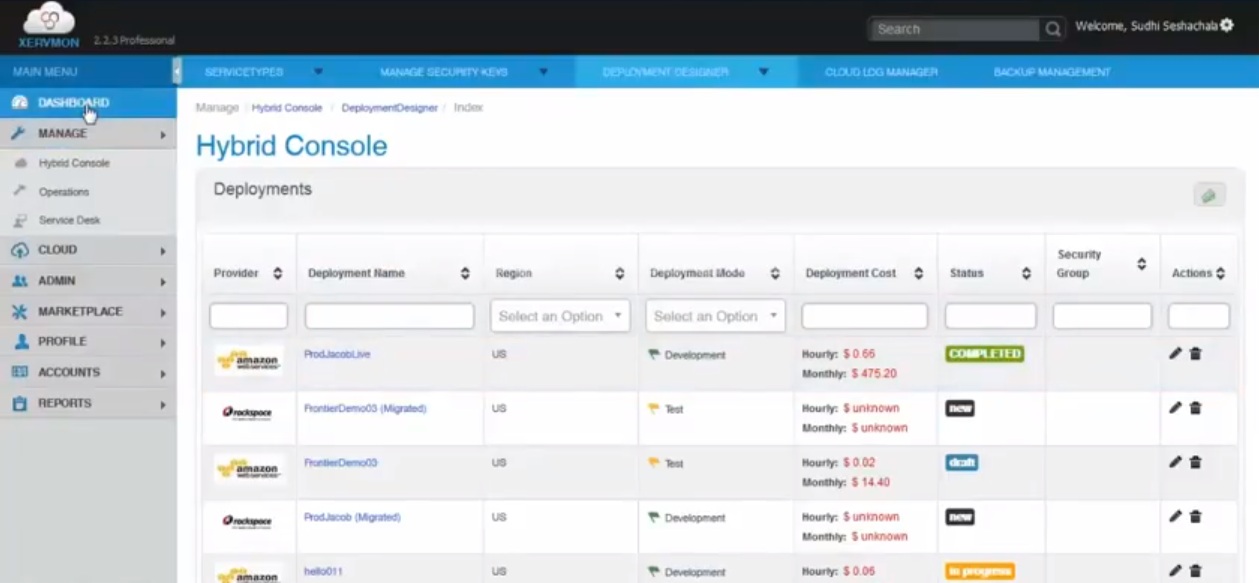 XERVMON 2.2.3 Professional
Search
Welcome, Sudhi Seshachala
MAIN MENU
SERVICETYPES
MANAGE SECURITY KEYS
DEPLOYMENT DESIGNER
CLOUD LOG MANAGER
BACKUP MANAGEMENT
DASHBOARD
MANAGE
Hybrid Console
Operations
Service Desk
CLOUD
ADMIN
MARKETPLACE
PROFILE
ACCOUNTS
REPORTS
Manage / Hybrid Console / DeploymentDesigner / Index
Hybrid Console
Deployments
Provider
Deployment Name
Region
Deployment Mode
Deployment Cost
Status
Security
Group
Actions
Select an Option
Select an Option
amazon
webservices
ProdJacobLive
US
Development
Hourly: $ 0.66
Monthly: $ 475.20
COMPLETED
rackspace
FrontierDemo03 (Migrated)
US
Test
Hourly: $ unknown
Monthly: $ unknown
new
amazon
webservices
FrontierDemo03
US
Test
Hourly: $ 0.02
Monthly: $ 14.40
draft
rackspace
ProdJacob (Migrated)
US
Development
Hourly: $ unknown
Monthly: $ unknown
new
amazon
hello011
US
Development
Hourly: $ 0.06
in progress